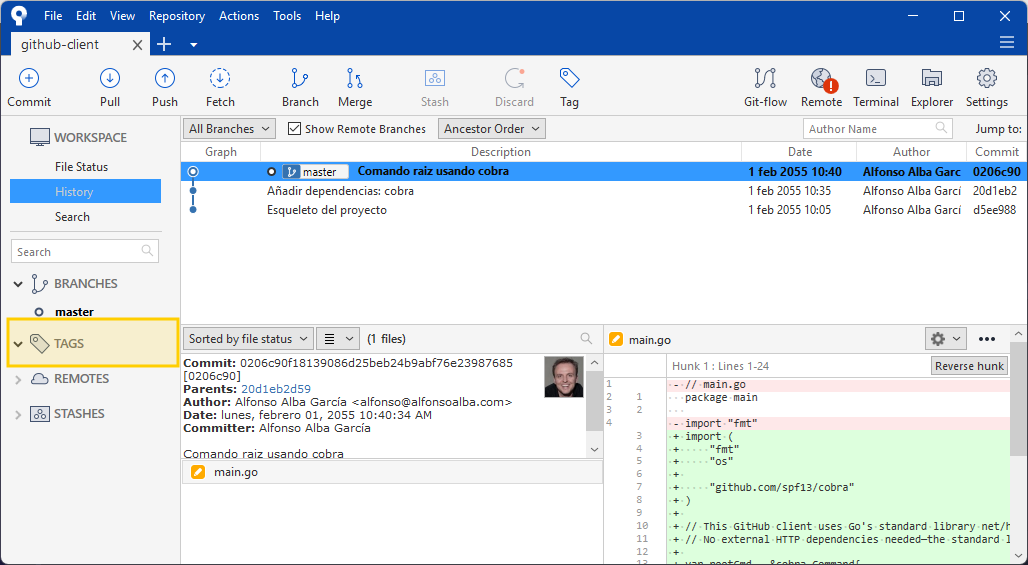 File Edit View Repository Actions Tools Help
github-client
Commit Pull Push Fetch Branch Merge Stash Discard Tag Git-flow Remote Terminal Explorer Settings
WORKSPACE
File Status
History
Search
Search
BRANCHES
master
TAGS
REMOTES
STASHES
All Branches Show Remote Branches Ancestor Order Author Name Jump to:
Graph Description Date Author Commit
master Comando raiz usando cobra 1 feb 2055 10:40 Alfonso Alba Garc 0206c90
Añadir dependencias: cobra 1 feb 2055 10:35 Alfonso Alba Garcí 20d1eb2
Esqueleto del proyecto 1 feb 2055 10:05 Alfonso Alba Garcí d5ee988
Sorted by file status (1 files)
Commit: 0206c90f18139086d25beb24b9abf76e23987685
[0206c90]
Parents: 20d1eb2d59
Author: Alfonso Alba García <alfonso@alfonsoalba.com>
Date: lunes, febrero 01, 2055 10:40:34 AM
Committer: Alfonso Alba García
Comando raiz usando cobra
main.go
main.go
Hunk 1 : Lines 1-24 Reverse hunk
1 - // main.go
2 1 package main
3 2
4 - import "fmt"
3 + import (
4 + "fmt"
5 + "os"
6 +
7 + "github.com/spf13/cobra"
8 + )
9 +
10 + // This GitHub client uses Go's standard library net/h
11 + // No external HTTP dependencies needed—the standard l
12 +